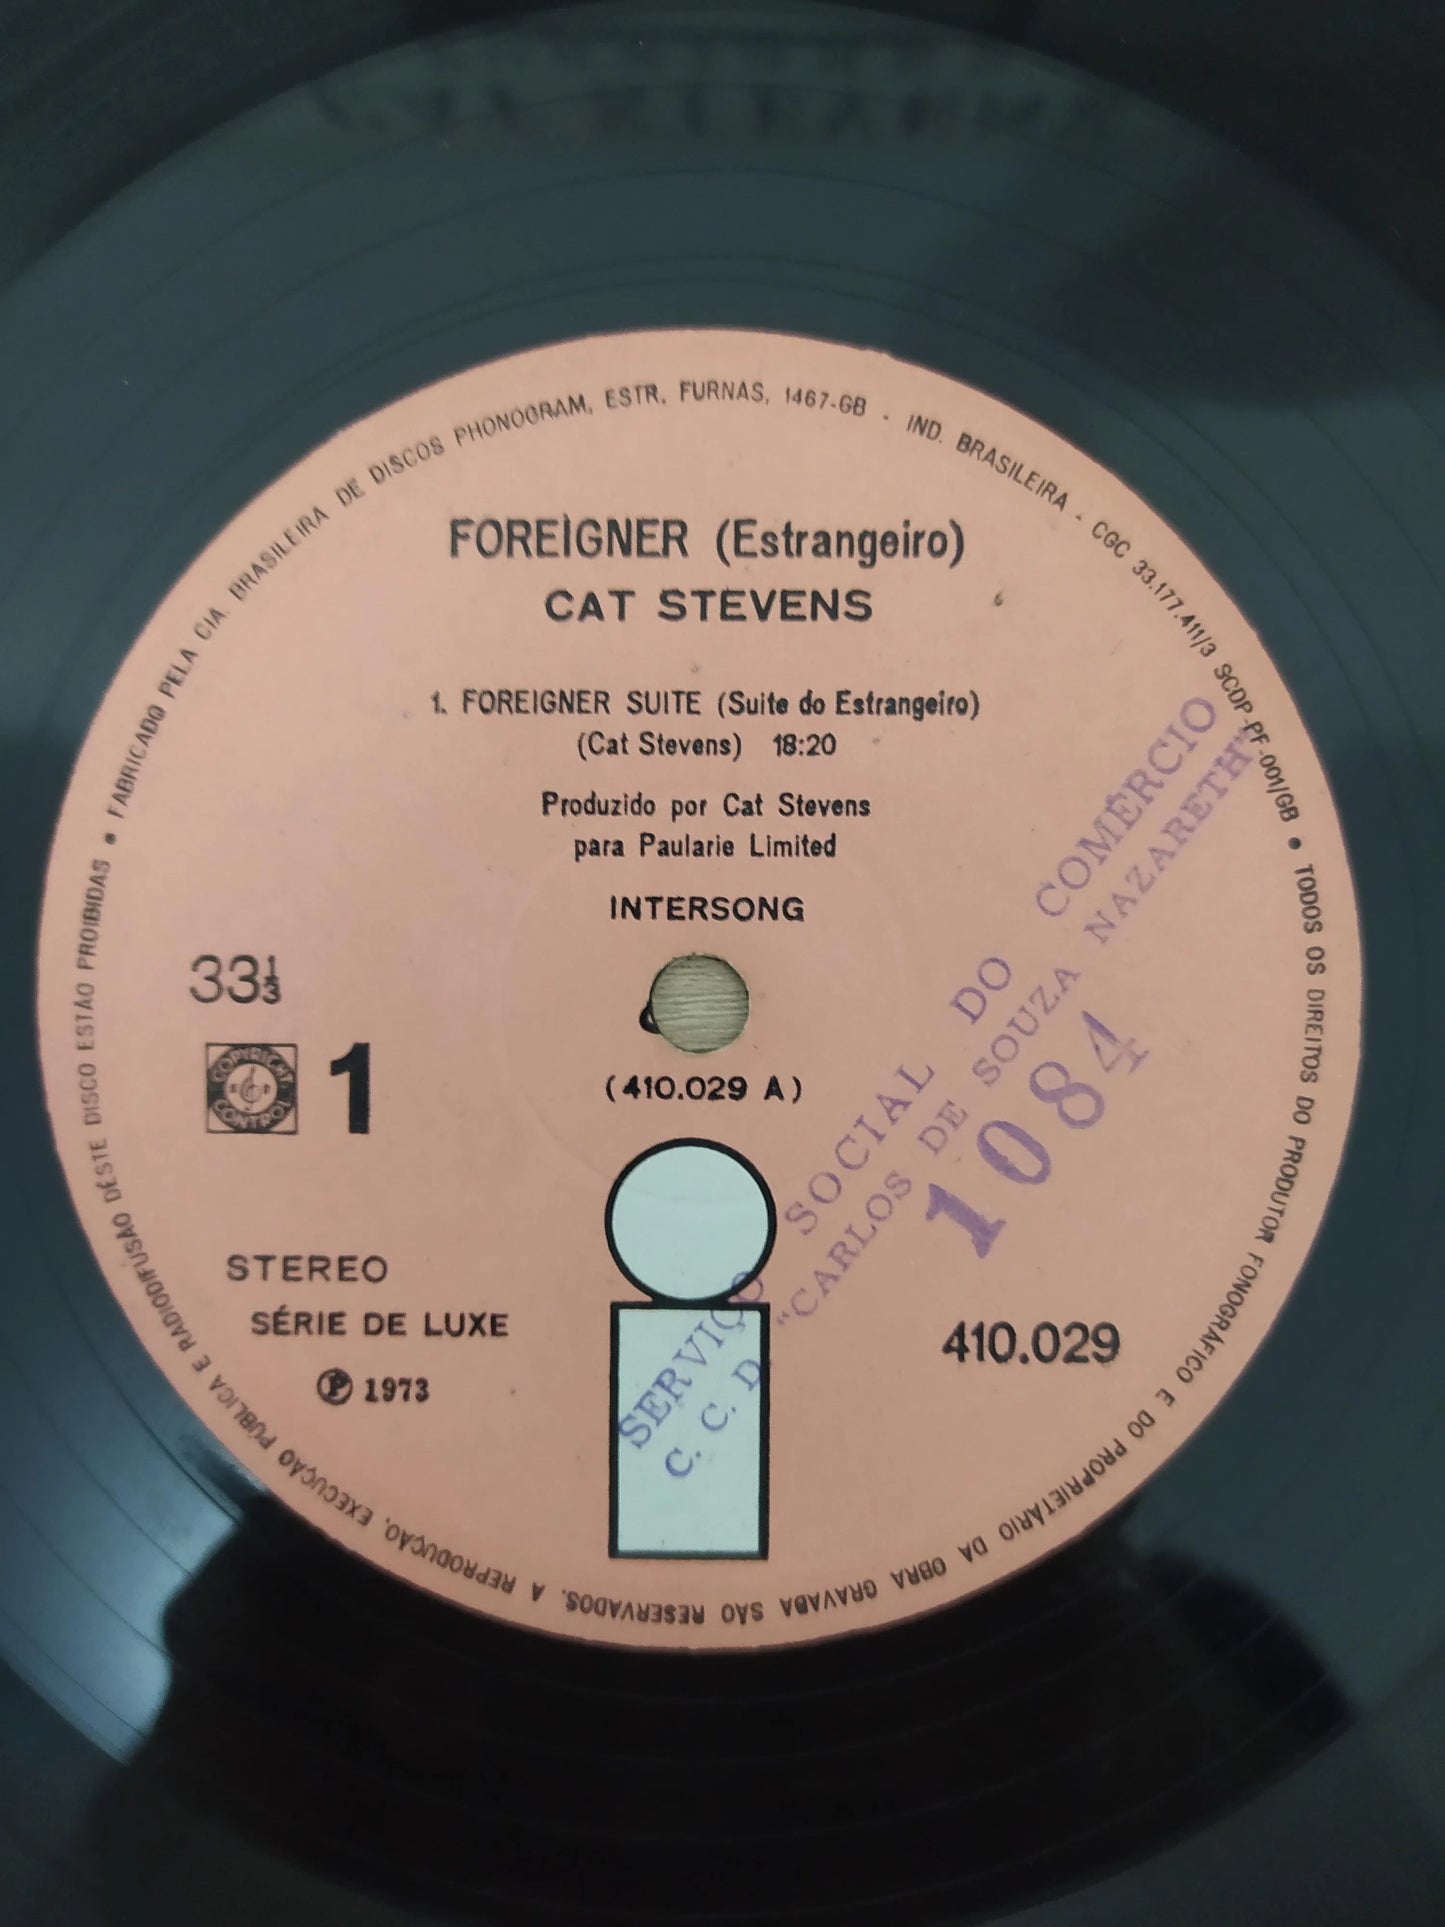 FABRICADO PELA CIA. BRASILEIRA DE DISCOS PHONOGRAM, ESTR. FURNAS, 1467-GB - IND. BRASILEIRA - CGC 33.177.411/3 SCDP-PF-001/GB • TODOS OS DIREITOS DO PRODUTOR FONOGRÁFICO E DO PROPRIETÁRIO DA OBRA GRAVADA SÃO RESERVADOS. A REPRODUÇÃO, EXECUÇÃO PÚBLICA E RADIODIFUSÃO DÊSTE DISCO ESTÃO PROIBIDAS •
FOREIGNER (Estrangeiro)
CAT STEVENS
1. FOREIGNER SUITE (Suite do Estrangeiro)
(Cat Stevens) 18:20
Produzido por Cat Stevens
para Paularie Limited
INTERSONG
33⅓
COPYRIGHT CONTROL
1
(410.029 A)
STEREO
SÉRIE DE LUXE
℗ 1973
410.029
SERVIÇO SOCIAL DO COMÉRCIO
C. C. D. "CARLOS DE SOUZA NAZARETH"
1084